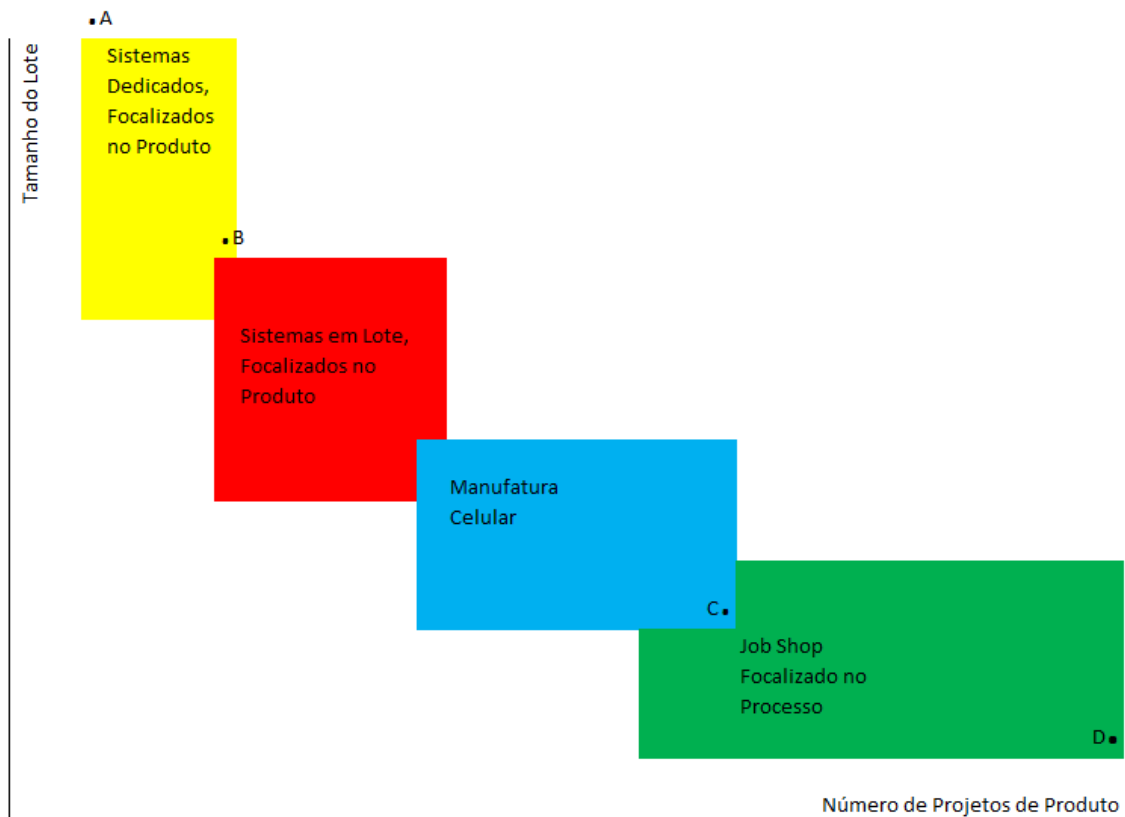 A
Tamanho do Lote
Sistemas
Dedicados,
Focalizados
no Produto
B
Sistemas em Lote,
Focalizados no
Produto
Manufatura
Celular
C
Job Shop
Focalizado no
Processo
D
Número de Projetos de Produto